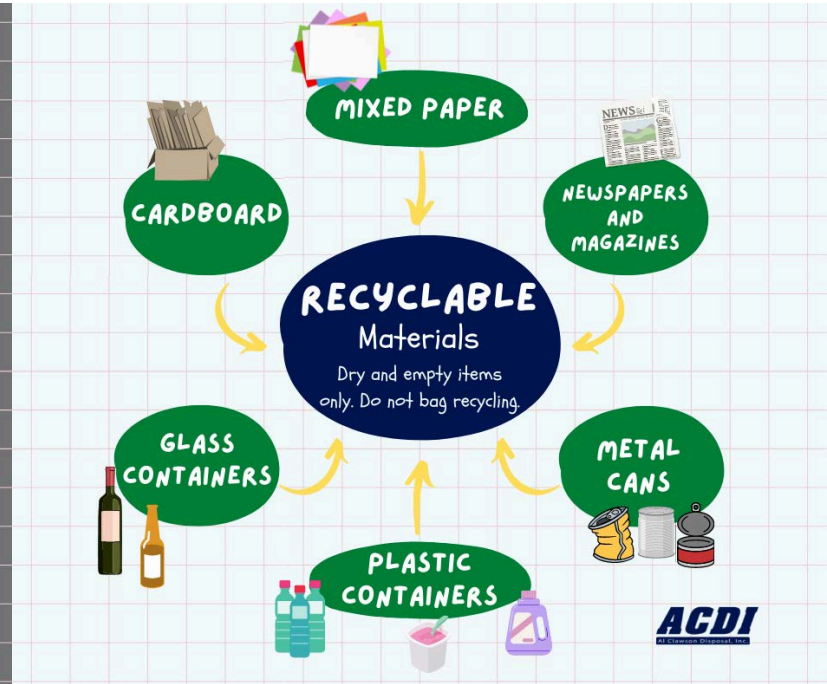 MIXED PAPER
CARDBOARD
NEWS
NEWSPAPERS
AND
MAGAZINES
RECYCLABLE
Materials
Dry and empty items
only. Do not bag recycling.
GLASS
CONTAINERS
METAL
CANS
PLASTIC
CONTAINERS
ACDI
Al Clawson Disposal, Inc.